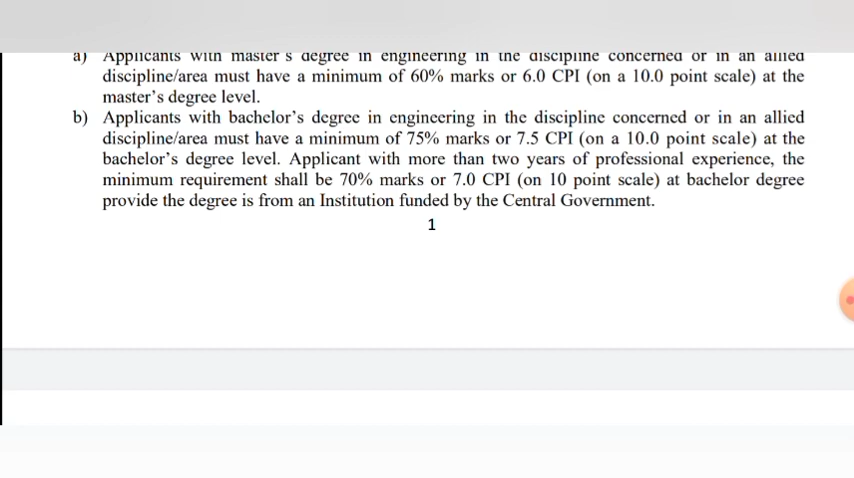 a) Applicants with master's degree in engineering in the discipline concerned or in an allied
discipline/area must have a minimum of 60% marks or 6.0 CPI (on a 10.0 point scale) at the
master's degree level.
b) Applicants with bachelor's degree in engineering in the discipline concerned or in an allied
discipline/area must have a minimum of 75% marks or 7.5 CPI (on a 10.0 point scale) at the
bachelor's degree level. Applicant with more than two years of professional experience, the
minimum requirement shall be 70% marks or 7.0 CPI (on 10 point scale) at bachelor degree
provide the degree is from an Institution funded by the Central Government.
1